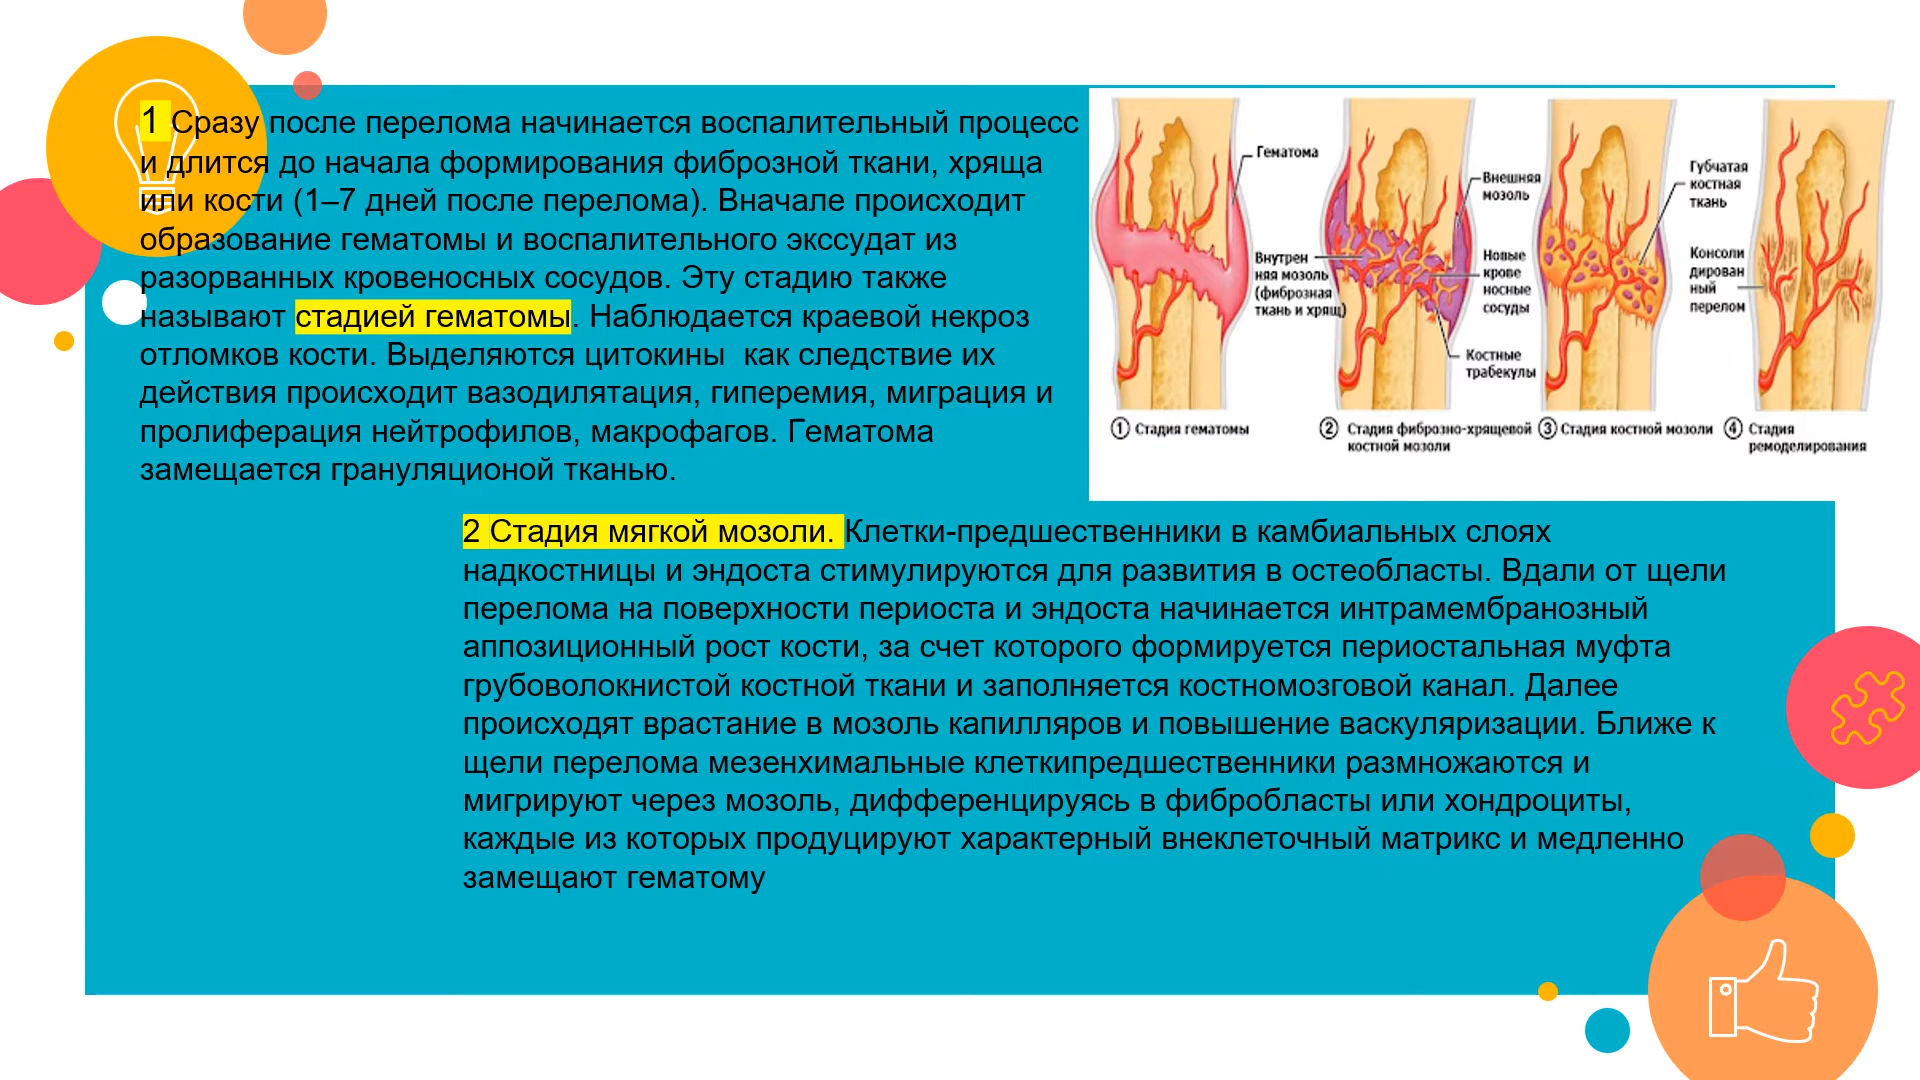 1 Сразу после перелома начинается воспалительный процесс
и длится до начала формирования фиброзной ткани, хряща
или кости (1–7 дней после перелома). Вначале происходит
образование гематомы и воспалительного экссудат из
разорванных кровеносных сосудов. Эту стадию также
называют стадией гематомы. Наблюдается краевой некроз
отломков кости. Выделяются цитокины  как следствие их
действия происходит вазодилятация, гиперемия, миграция и
пролиферация нейтрофилов, макрофагов. Гематома
замещается грануляционой тканью.
Гематома
Внутрен
няя мозоль
(фиброзная
ткань и хрящ)
Внешняя
мозоль
Новые
крове
носные
сосуды
Костные
трабекулы
Губчатая
костная
ткань
Консоли
дирован
ный
перелом
1 Стадия гематомы
2 Стадия фиброзно-хрящевой
костной мозоли
3 Стадия костной мозоли
4 Стадия
ремоделирования
2 Стадия мягкой мозоли. Клетки-предшественники в камбиальных слоях
надкостницы и эндоста стимулируются для развития в остеобласты. Вдали от щели
перелома на поверхности периоста и эндоста начинается интрамембранозный
аппозиционный рост кости, за счет которого формируется периостальная муфта
грубоволокнистой костной ткани и заполняется костномозговой канал. Далее
происходят врастание в мозоль капилляров и повышение васкуляризации. Ближе к
щели перелома мезенхимальные клеткипредшественники размножаются и
мигрируют через мозоль, дифференцируясь в фибробласты или хондроциты,
каждые из которых продуцируют характерный внеклеточный матрикс и медленно
замещают гематому